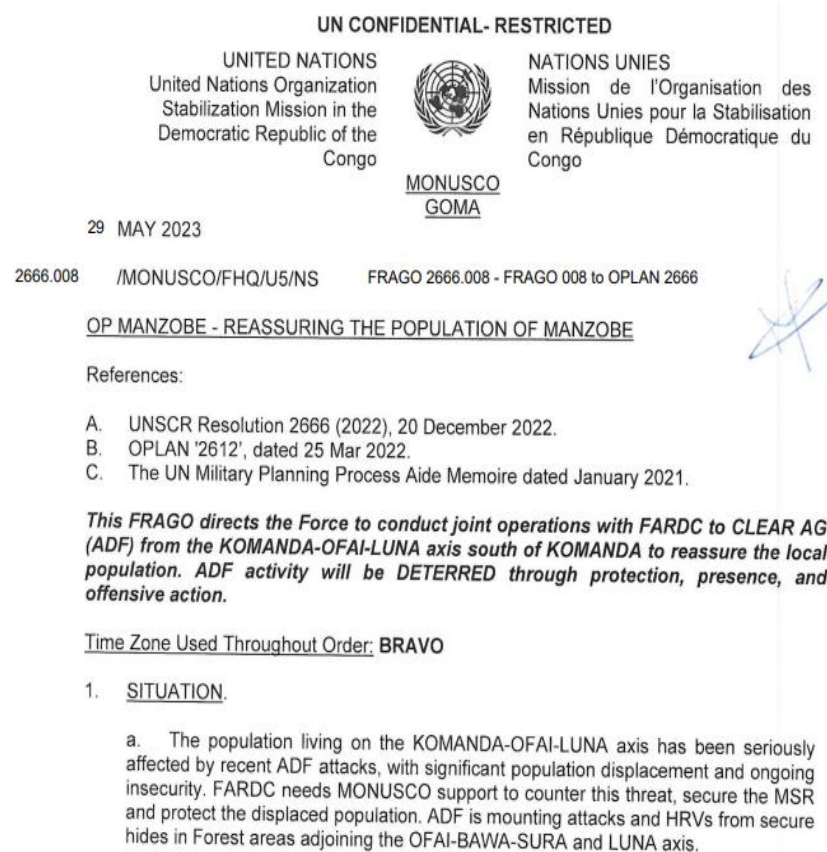 UN CONFIDENTIAL- RESTRICTED
UNITED NATIONS
United Nations Organization
Stabilization Mission in the
Democratic Republic of the
Congo
NATIONS UNIES
Mission de l'Organisation des
Nations Unies pour la Stabilisation
en République Démocratique du
Congo
MONUSCO
GOMA
29 MAY 2023
2666.008 /MONUSCO/FHQ/U5/NS FRAGO 2666.008 - FRAGO 008 to OPLAN 2666
OP MANZOBE - REASSURING THE POPULATION OF MANZOBE
References:
A. UNSCR Resolution 2666 (2022), 20 December 2022.
B. OPLAN '2612', dated 25 Mar 2022.
C. The UN Military Planning Process Aide Memoire dated January 2021.
This FRAGO directs the Force to conduct joint operations with FARDC to CLEAR AG
(ADF) from the KOMANDA-OFAI-LUNA axis south of KOMANDA to reassure the local
population. ADF activity will be DETERRED through protection, presence, and
offensive action.
Time Zone Used Throughout Order: BRAVO
1. SITUATION.
a. The population living on the KOMANDA-OFAI-LUNA axis has been seriously
affected by recent ADF attacks, with significant population displacement and ongoing
insecurity. FARDC needs MONUSCO support to counter this threat, secure the MSR
and protect the displaced population. ADF is mounting attacks and HRVs from secure
hides in Forest areas adjoining the OFAI-BAWA-SURA and LUNA axis.